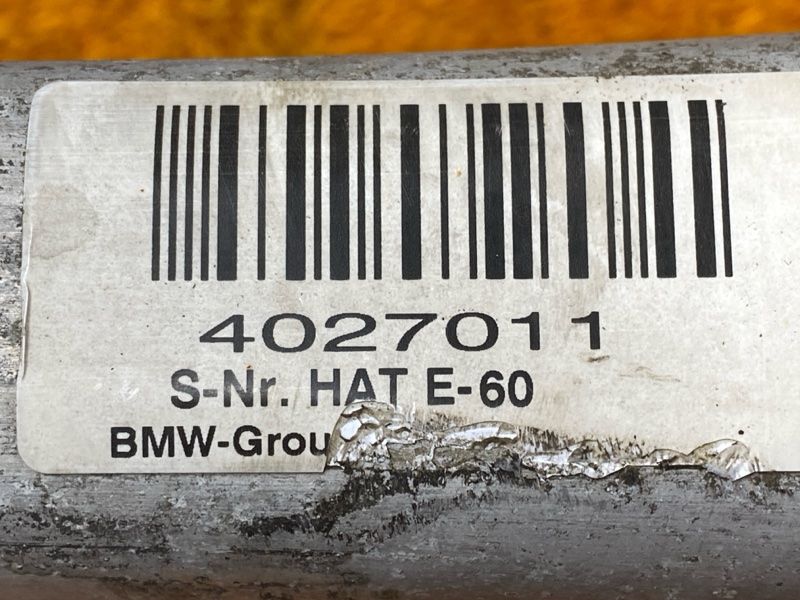 4027011
S-Nr. HAT E-60
BMW-Grou